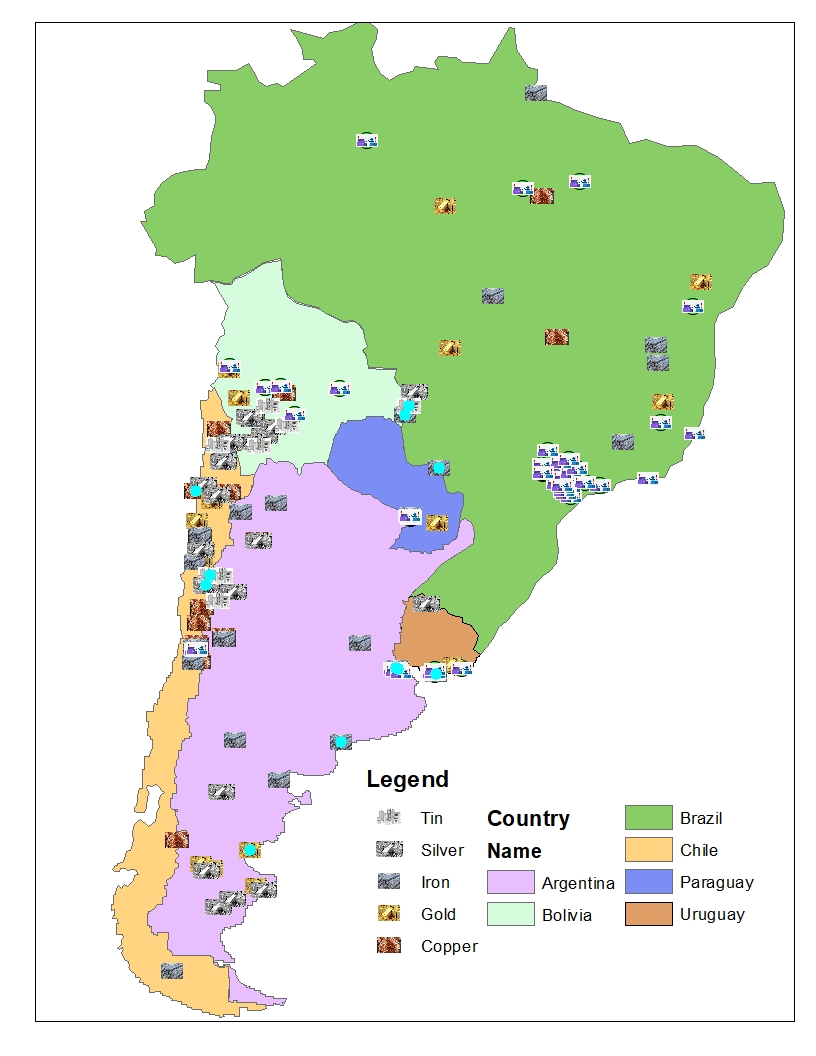 Legend
Tin
Silver
Iron
Gold
Copper
Country
Name
Argentina
Bolivia
Brazil
Chile
Paraguay
Uruguay